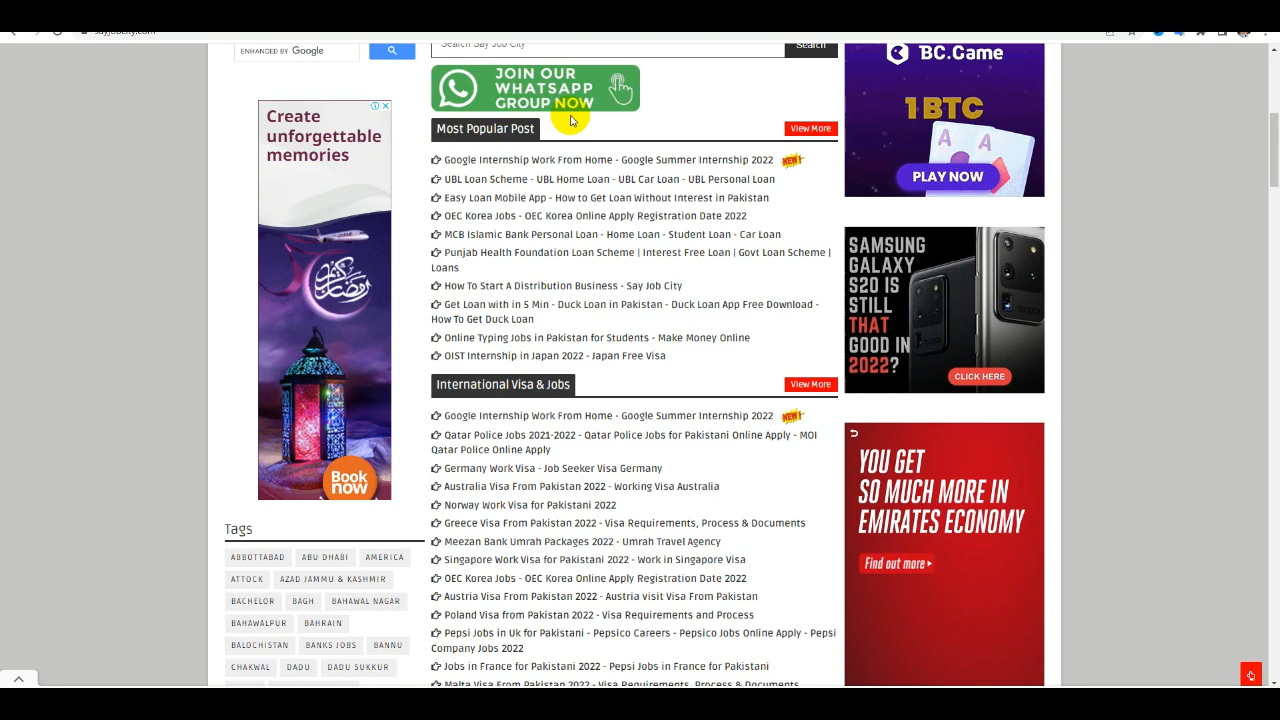 sayjobcity.com
ENHANCED BY Google
Search Say Job City
Search
JOIN OUR
WHATSAPP
GROUP NOW
Most Popular Post
View More
Google Internship Work From Home - Google Summer Internship 2022 NEW!
UBL Loan Scheme - UBL Home Loan - UBL Car Loan - UBL Personal Loan
Easy Loan Mobile App - How to Get Loan Without Interest in Pakistan
OEC Korea Jobs - OEC Korea Online Apply Registration Date 2022
MCB Islamic Bank Personal Loan - Home Loan - Student Loan - Car Loan
Punjab Health Foundation Loan Scheme | Interest Free Loan | Govt Loan Scheme |
Loans
How To Start A Distribution Business - Say Job City
Get Loan with in 5 Min - Duck Loan in Pakistan - Duck Loan App Free Download -
How To Get Duck Loan
Online Typing Jobs in Pakistan for Students - Make Money Online
OIST Internship in Japan 2022 - Japan Free Visa
International Visa & Jobs
View More
Google Internship Work From Home - Google Summer Internship 2022 NEW!
Qatar Police Jobs 2021-2022 - Qatar Police Jobs for Pakistani Online Apply - MOI
Qatar Police Online Apply
Germany Work Visa - Job Seeker Visa Germany
Australia Visa From Pakistan 2022 - Working Visa Australia
Norway Work Visa for Pakistani 2022
Greece Visa From Pakistan 2022 - Visa Requirements, Process & Documents
Meezan Bank Umrah Packages 2022 - Umrah Travel Agency
Singapore Work Visa for Pakistani 2022 - Work in Singapore Visa
OEC Korea Jobs - OEC Korea Online Apply Registration Date 2022
Austria Visa From Pakistan 2022 - Austria visit Visa From Pakistan
Poland Visa from Pakistan 2022 - Visa Requirements and Process
Pepsi Jobs in Uk for Pakistani - Pepsico Careers - Pepsico Jobs Online Apply - Pepsi
Company Jobs 2022
Jobs in France for Pakistani 2022 - Pepsi Jobs in France for Pakistani
Malta Visa From Pakistan 2022 - Visa Requirements, Process & Documents
Create
unforgettable
memories
Book
now
Tags
ABBOTTABAD ABU DHABI AMERICA
ATTOCK AZAD JAMMU & KASHMIR
BACHELOR BAGH BAHAWAL NAGAR
BAHAWALPUR BAHRAIN
BALOCHISTAN BANKS JOBS BANNU
CHAKWAL DADU DADU SUKKUR
BC.GAME
1 BTC
A A
PLAY NOW
SAMSUNG
GALAXY
S20 IS
STILL
THAT
GOOD IN
2022?
CLICK HERE
YOU GET
SO MUCH MORE IN
EMIRATES ECONOMY
Find out more